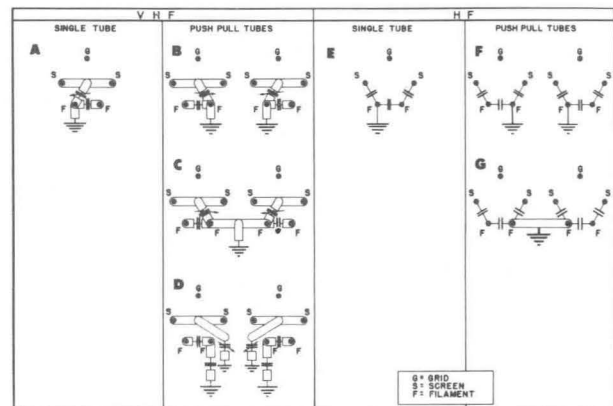 V H F
H F
SINGLE TUBE
PUSH PULL TUBES
SINGLE TUBE
PUSH PULL TUBES
A
G
S S
F F
B
G G
S S S S
F F F F
C
G G
S S S S
F F F F
D
G G
S S S S
F F F F
E
G
S S
F F
F
G G
S S S S
F F F F
G
G G
S S S S
F F F F
G = GRID
S = SCREEN
F = FILAMENT